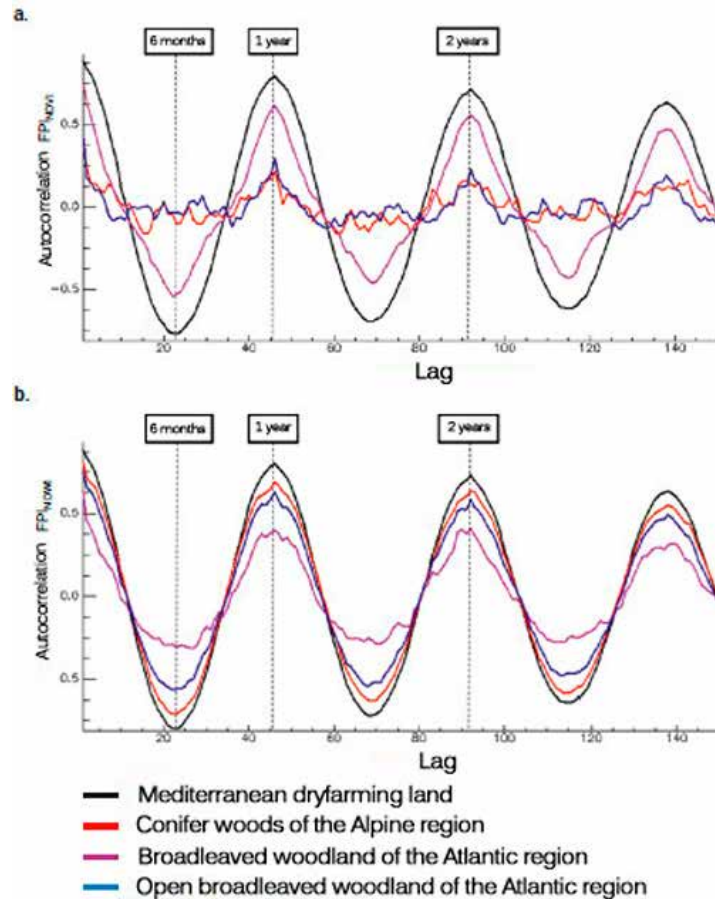 a.
6 months 1 year 2 years
Autocorrelation FPI NDVI
0.5
0.0
−0.5
20 40 60 80 100 120 140
Lag
b.
6 months 1 year 2 years
Autocorrelation FPI
0.5
0.0
0.5
20 40 60 80 100 120 140
Lag
Mediterranean dryfarming land
Conifer woods of the Alpine region
Broadleaved woodland of the Atlantic region
Open broadleaved woodland of the Atlantic region